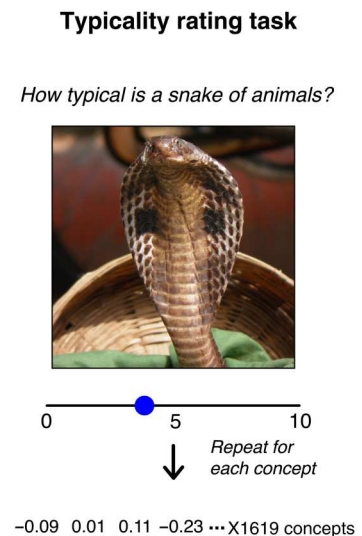 Typicality rating task
How typical is a snake of animals?
0 5 10
Repeat for
each concept
−0.09 0.01 0.11 −0.23 ••• X1619 concepts